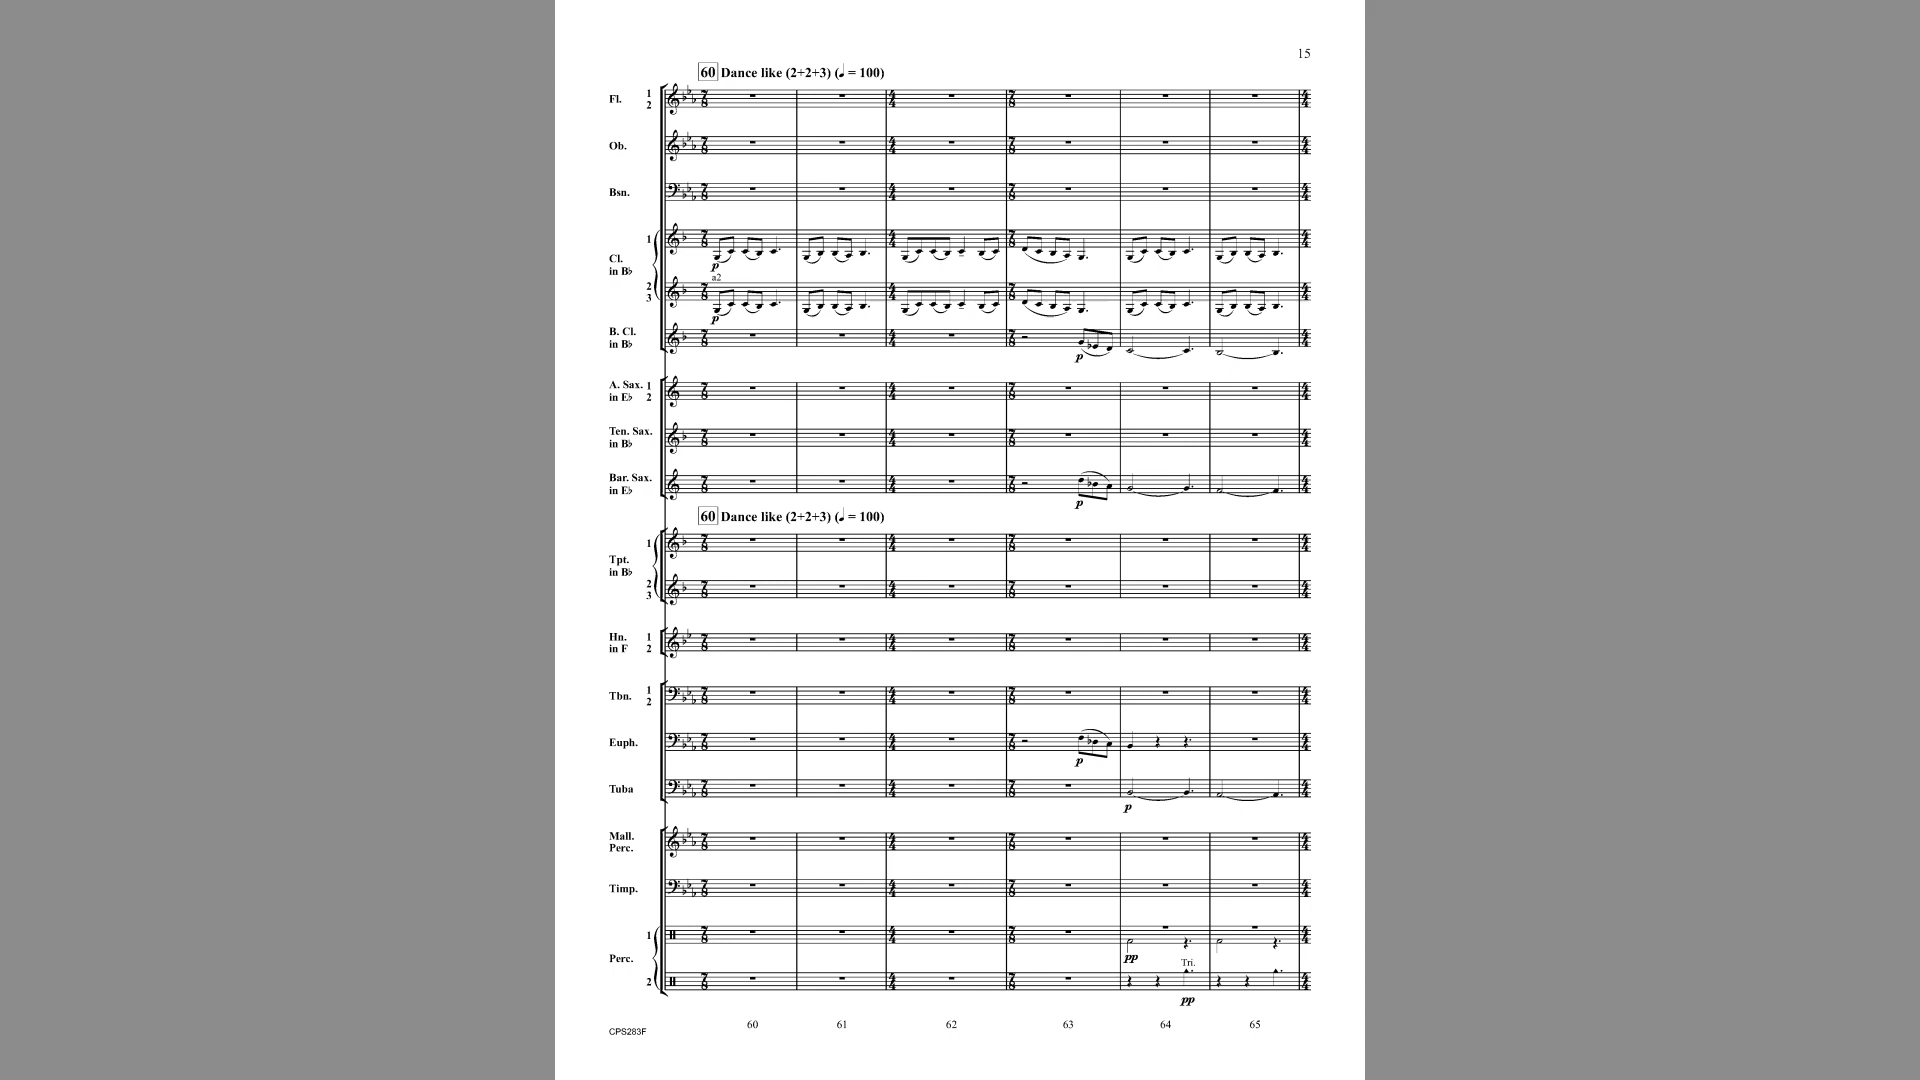 15
60 Dance like (2+2+3) (♩ = 100)
Fl. 1 2
Ob.
Bsn.
Cl. in B♭ 1
p
a2
2 3
p
B. Cl. in B♭
p
A. Sax. 1 in E♭ 2
Ten. Sax. in B♭
Bar. Sax. in E♭
p
60 Dance like (2+2+3) (♩ = 100)
Tpt. in B♭ 1
2 3
Hn. 1 in F 2
Tbn. 1 2
Euph.
p
Tuba
p
Mall. Perc.
Timp.
Perc. 1
pp
Tri.
2
pp
60 61 62 63 64 65
CPS283F